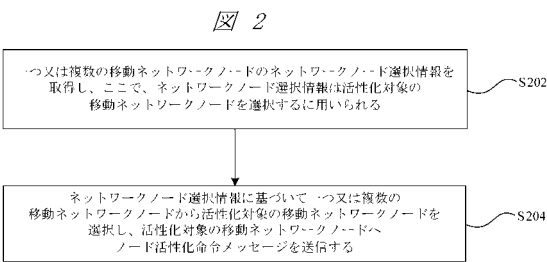 図 2
一つ又は複数の移動ネットワークノードのネットワークノード選択情報を
取得し、ここで、ネットワークノード選択情報は活性化対象の
移動ネットワークノードを選択するに用いられる
S202
ネットワークノード選択情報に基づいて一つ又は複数の
移動ネットワークノードから活性化対象の移動ネットワークノードを
選択し、活性化対象の移動ネットワークノードへ
ノード活性化命令メッセージを送信する
S204